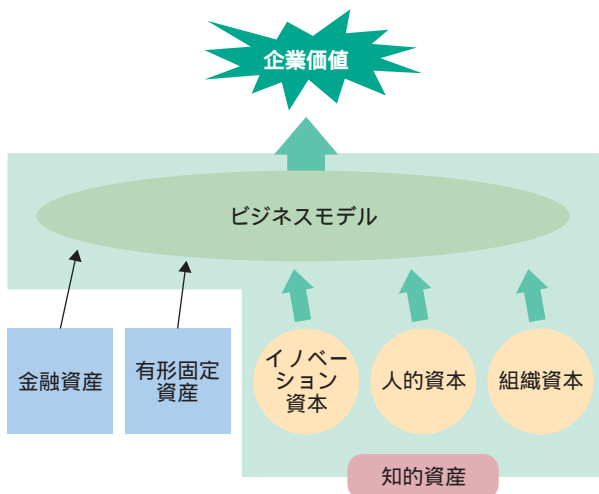 企業価値
ビジネスモデル
金融資産
有形固定
資産
イノベー
ション
資本
人的資本
組織資本
知的資産